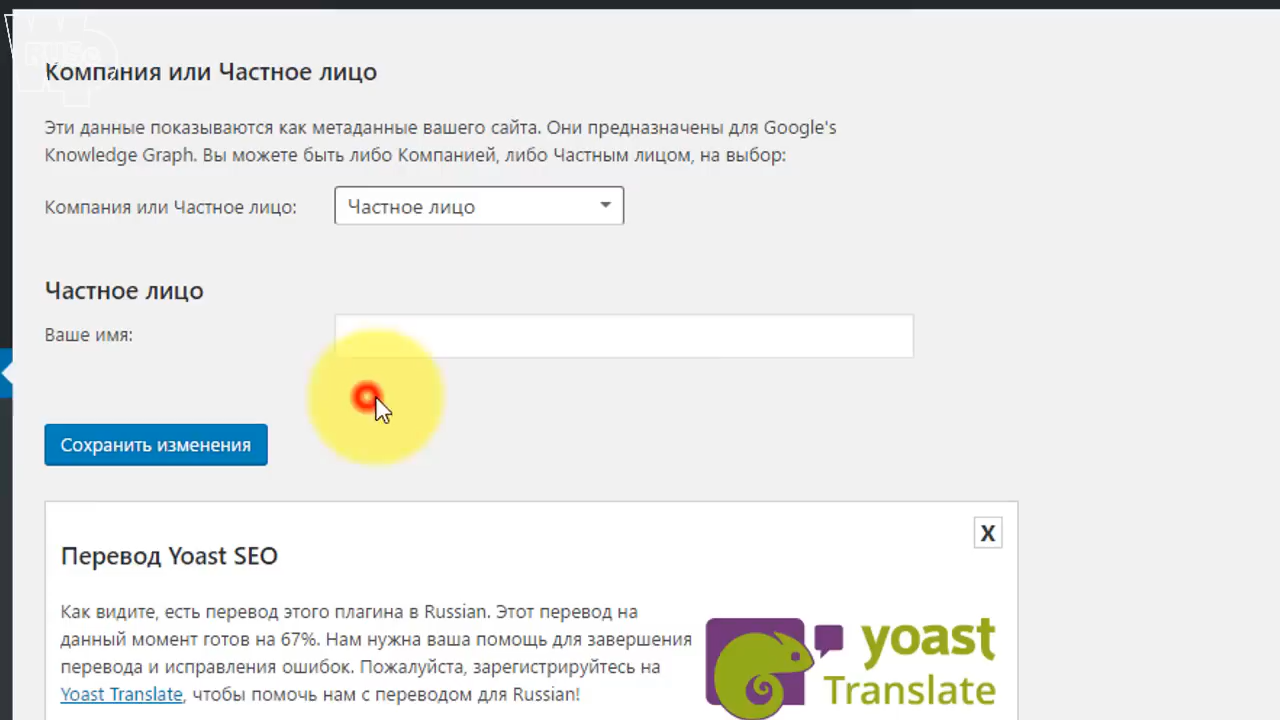 Компания или Частное лицо
Эти данные показываются как метаданные вашего сайта. Они предназначены для Google's
Knowledge Graph. Вы можете быть либо Компанией, либо Частным лицом, на выбор:
Компания или Частное лицо:
Частное лицо
Частное лицо
Ваше имя:
Сохранить изменения
X
Перевод Yoast SEO
Как видите, есть перевод этого плагина в Russian. Этот перевод на
данный момент готов на 67%. Нам нужна ваша помощь для завершения
перевода и исправления ошибок. Пожалуйста, зарегистрируйтесь на
Yoast Translate, чтобы помочь нам с переводом для Russian!
yoast
Translate